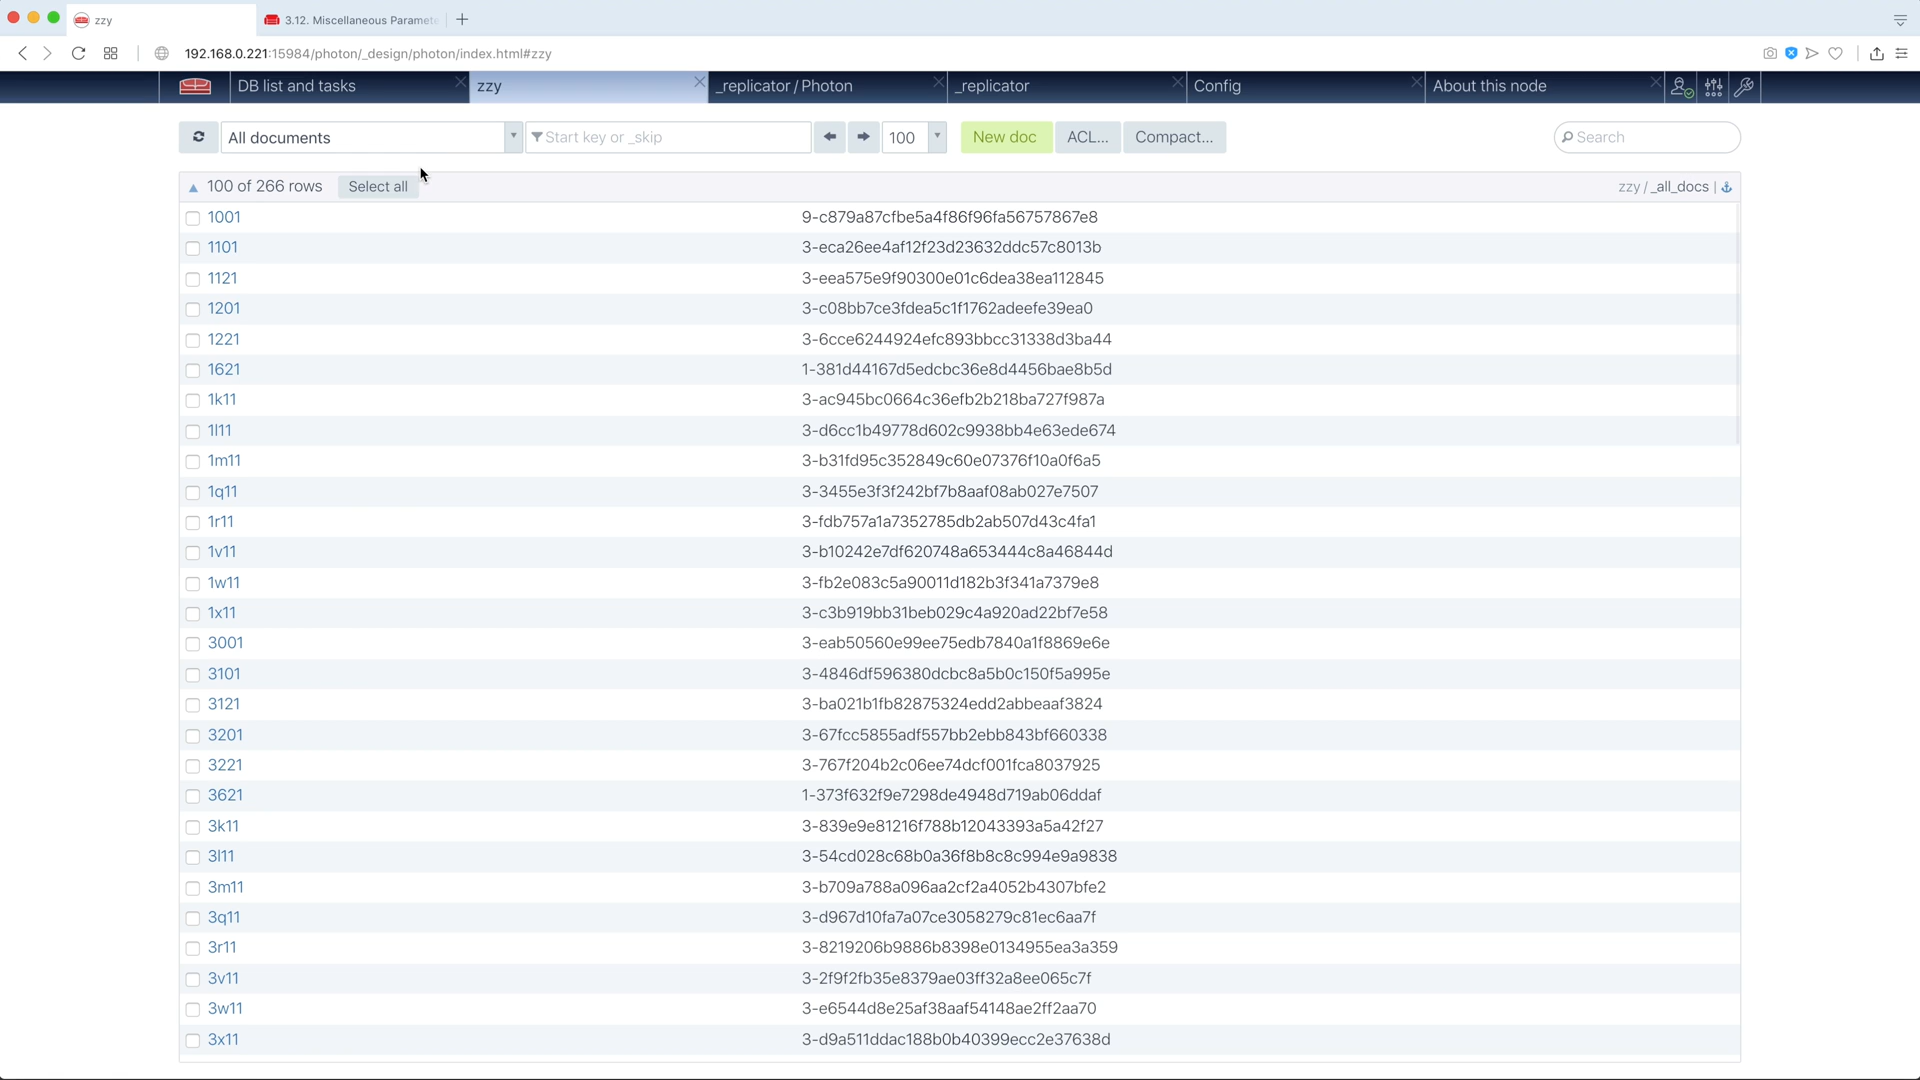 zzy
3.12. Miscellaneous Paramet
192.168.0.221:15984/photon/_design/photon/index.html#zzy
DB list and tasks
zzy
_replicator / Photon
_replicator
Config
About this node
All documents
Start key or _skip
100
New doc
ACL...
Compact...
Search
100 of 266 rows
Select all
zzy / _all_docs |
1001 9-c879a87cfbe5a4f86f96fa56757867e8
1101 3-eca26ee4af12f23d23632ddc57c8013b
1121 3-eea575e9f90300e01c6dea38ea112845
1201 3-c08bb7ce3fdea5c1f1762adeefe39ea0
1221 3-6cce6244924efc893bbcc31338d3ba44
1621 1-381d44167d5edcbc36e8d4456bae8b5d
1k11 3-ac945bc0664c36efb2b218ba727f987a
1l11 3-d6cc1b49778d602c9938bb4e63ede674
1m11 3-b31fd95c352849c60e07376f10a0f6a5
1q11 3-3455e3f3f242bf7b8aaf08ab027e7507
1r11 3-fdb757a1a7352785db2ab507d43c4fa1
1v11 3-b10242e7df620748a653444c8a46844d
1w11 3-fb2e083c5a90011d182b3f341a7379e8
1x11 3-c3b919bb31beb029c4a920ad22bf7e58
3001 3-eab50560e99ee75edb7840a1f8869e6e
3101 3-4846df596380dcbc8a5b0c150f5a995e
3121 3-ba021b1fb82875324edd2abbeaaf3824
3201 3-67fcc5855adf557bb2ebb843bf660338
3221 3-767f204b2c06ee74dcf001fca8037925
3621 1-373f632f9e7298de4948d719ab06ddaf
3k11 3-839e9e81216f788b12043393a5a42f27
3l11 3-54cd028c68b0a36f8b8c8c994e9a9838
3m11 3-b709a788a096aa2cf2a4052b4307bfe2
3q11 3-d967d10fa7a07ce3058279c81ec6aa7f
3r11 3-8219206b9886b8398e0134955ea3a359
3v11 3-2f9f2fb35e8379ae03ff32a8ee065c7f
3w11 3-e6544d8e25af38aaf54148ae2ff2aa70
3x11 3-d9a511ddac188b0b40399ecc2e37638d